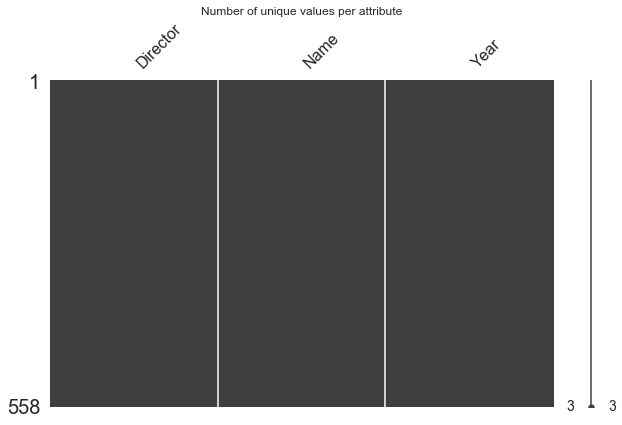 Number of unique values per attribute
Director
Name
Year
1
558
3
3